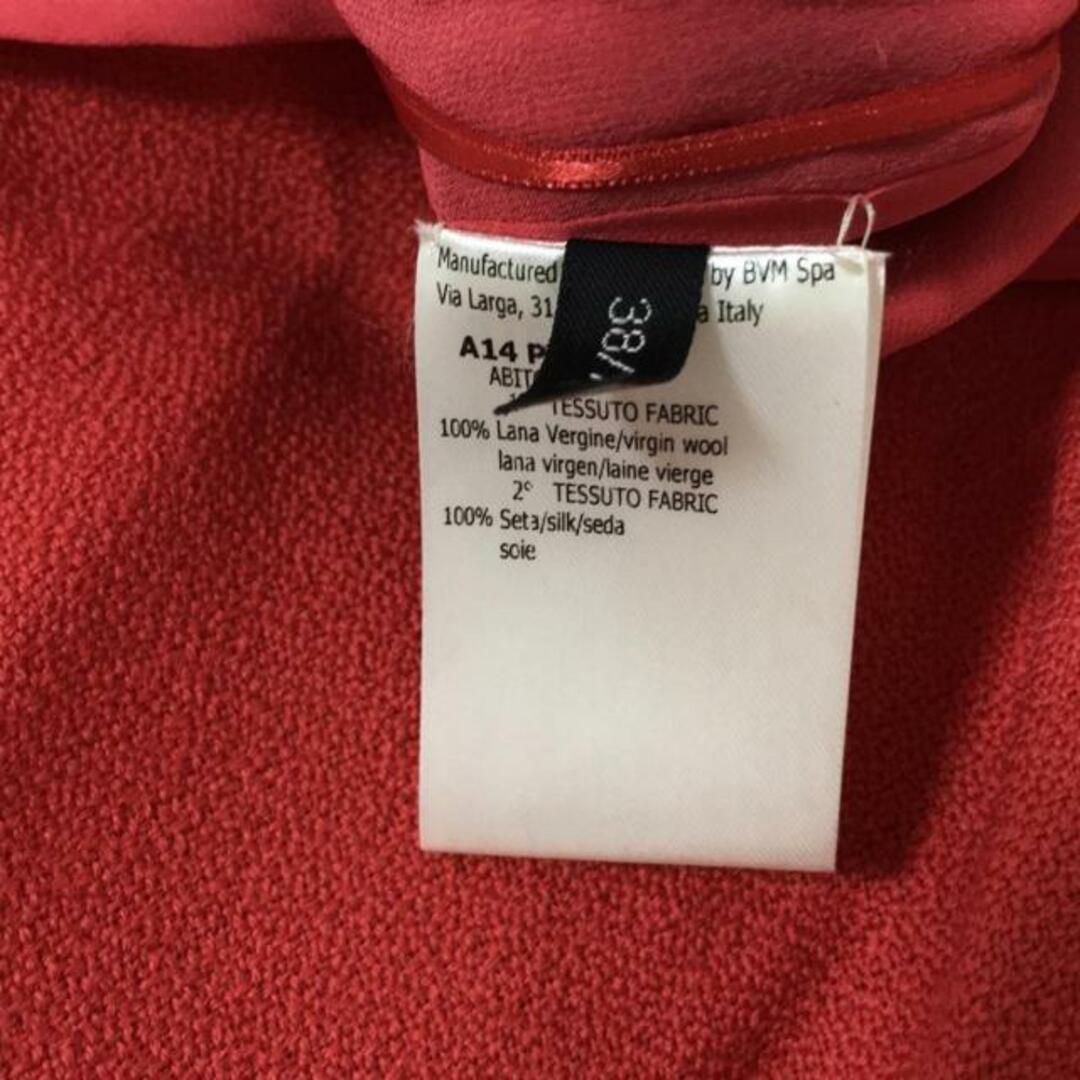 Manufactured by BVM Spa
Via Larga, 31 Italy
A14
38/
TESSUTO FABRIC
100% Lana Vergine/virgin wool
lana virgen/laine vierge
2° TESSUTO FABRIC
100% Seta/silk/seda
soie